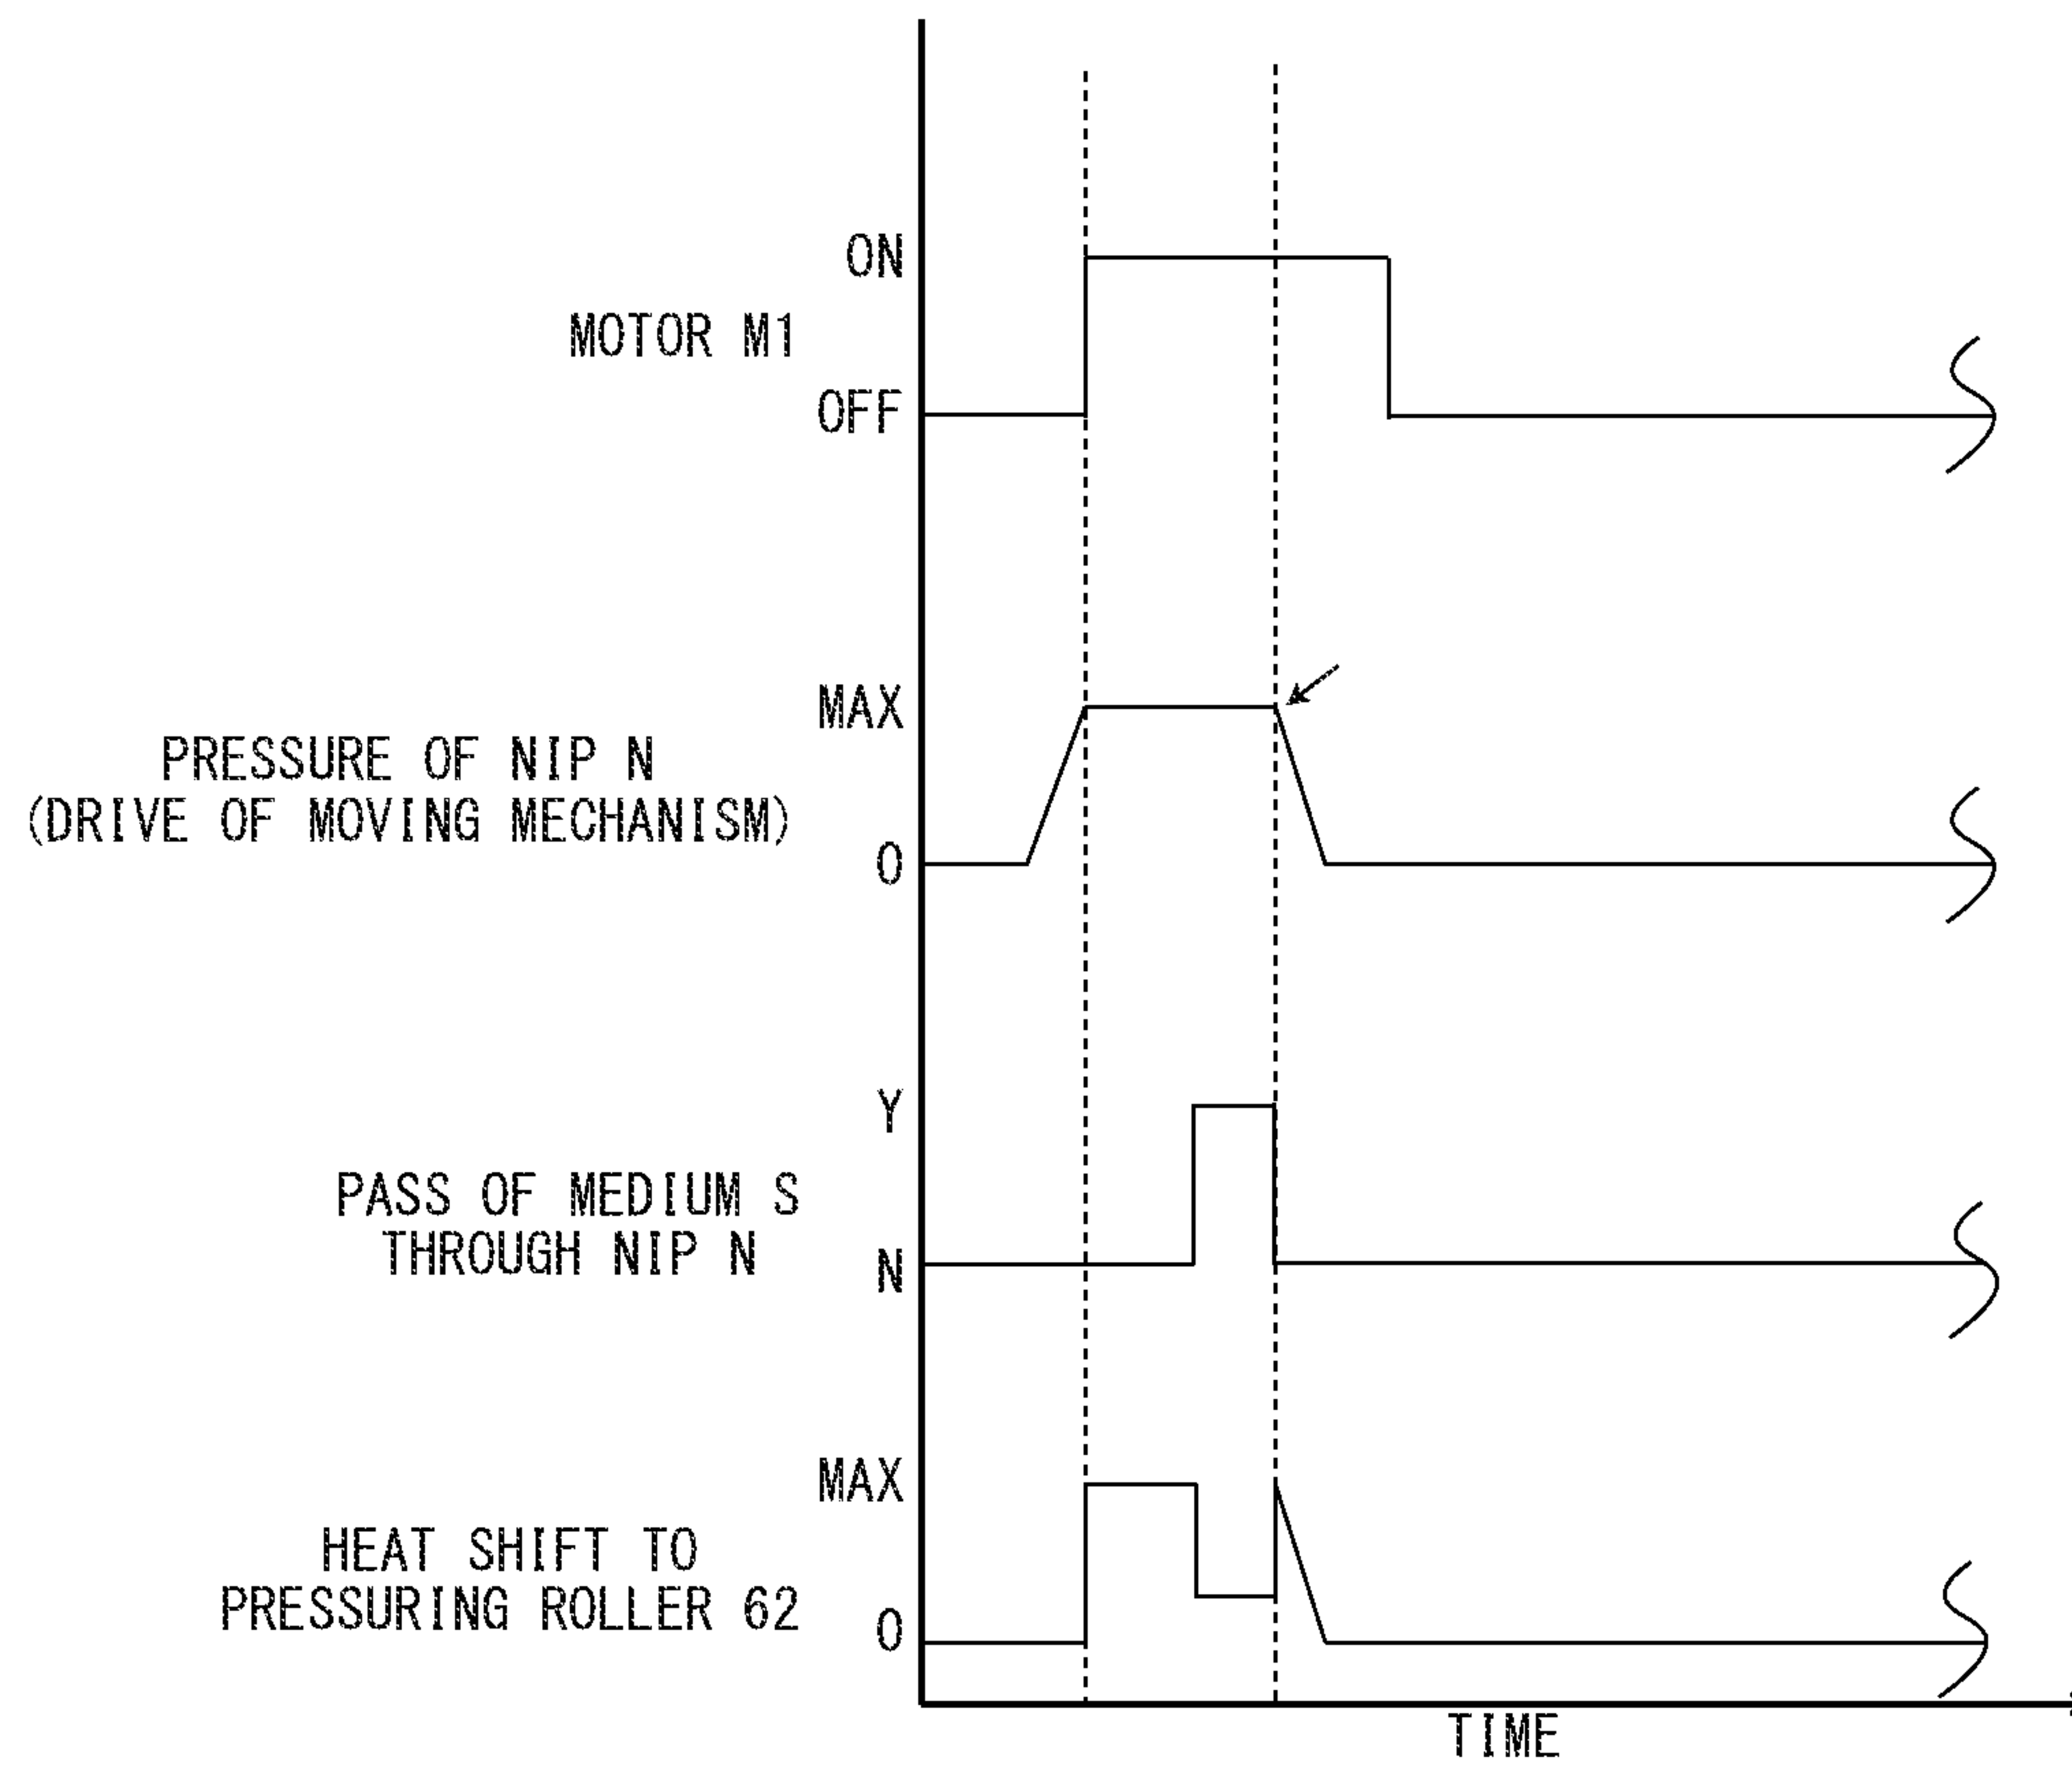 ON
MOTOR M1
OFF
MAX
PRESSURE OF NIP N
(DRIVE OF MOVING MECHANISM)
0
Y
PASS OF MEDIUM S
THROUGH NIP N
N
MAX
HEAT SHIFT TO
PRESSURING ROLLER 62
0
TIME